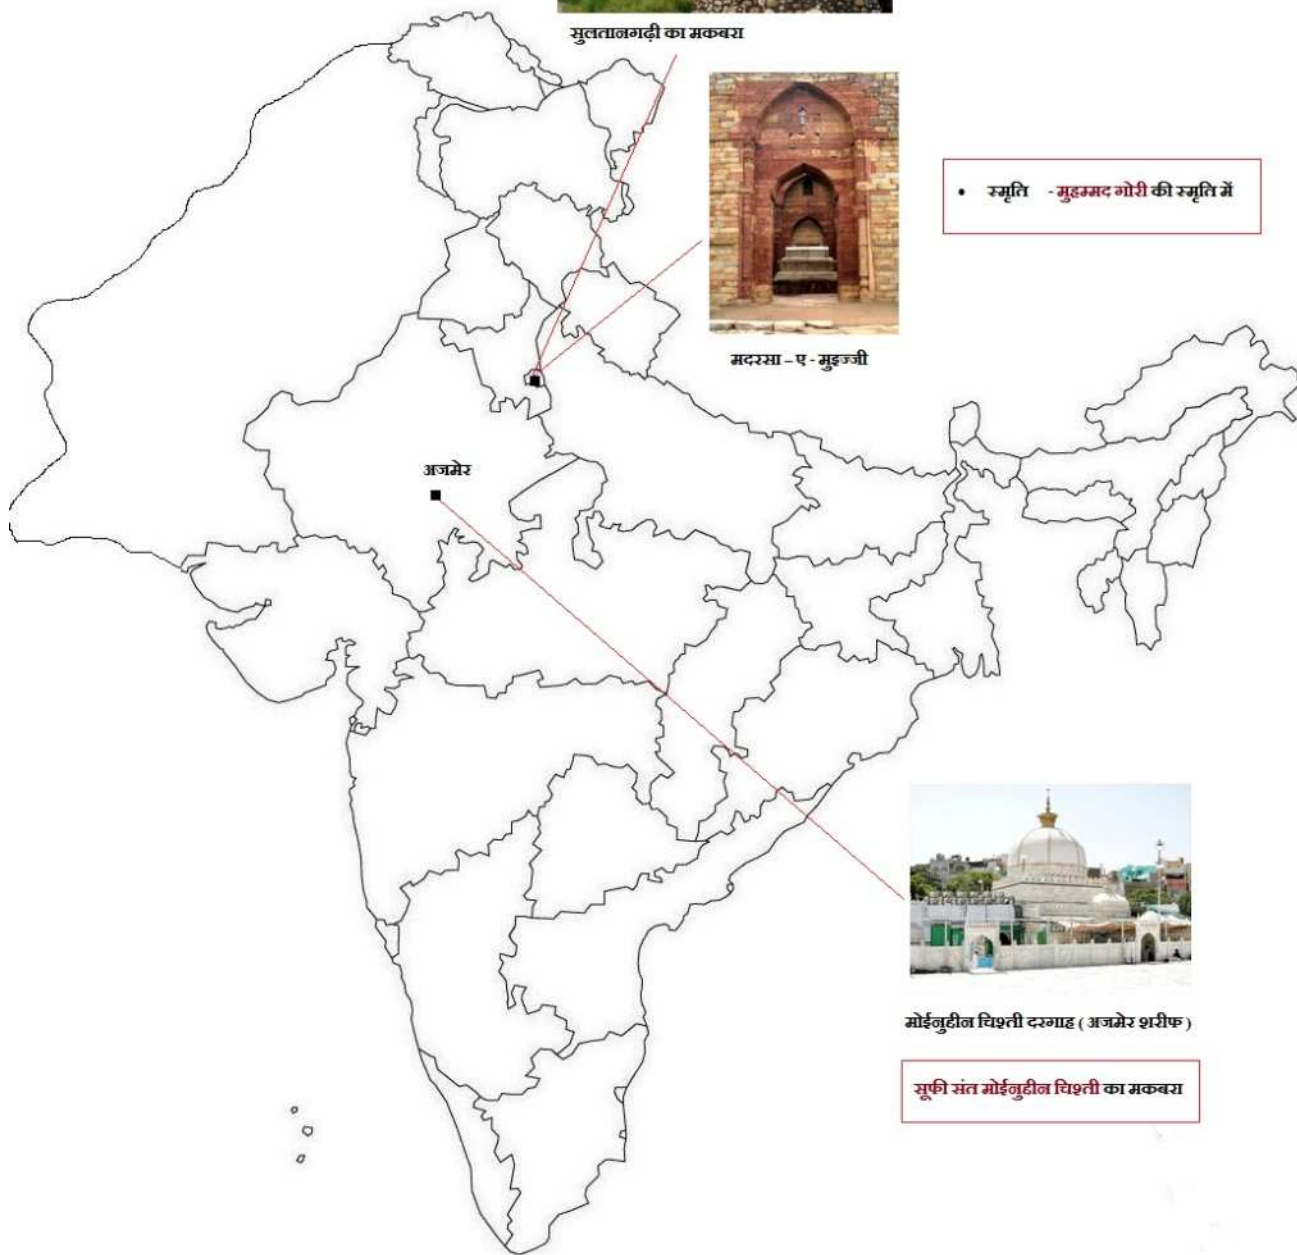 सुलतानगढ़ी का मकबरा
• स्मृति - मुहम्मद गोरी की स्मृति में
मदरसा – ए - मुइज्जी
अजमेर
मोईनुद्दीन चिश्ती दरगाह ( अजमेर शरीफ )
सूफी संत मोईनुद्दीन चिश्ती का मकबरा